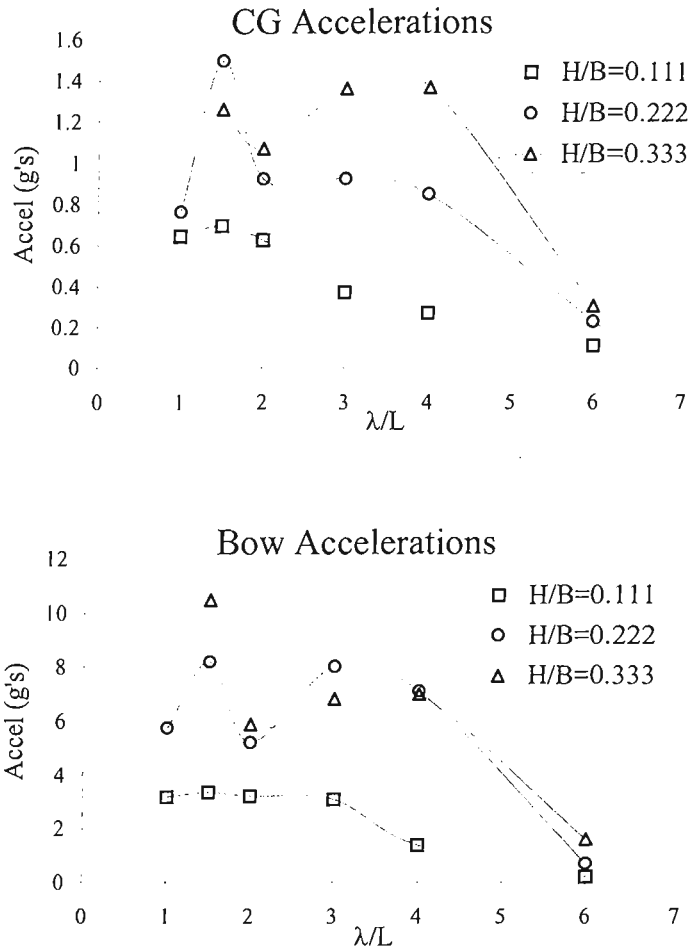 CG Accelerations
1.6
1.4
1.2
1
0.8
0.6
0.4
0.2
0
Accel (g's)
H/B=0.111
H/B=0.222
H/B=0.333
0 1 2 3 4 5 6 7
λ/L
Bow Accelerations
12
10
8
6
4
2
0
Accel (g's)
H/B=0.111
H/B=0.222
H/B=0.333
0 1 2 3 4 5 6 7
λ/L